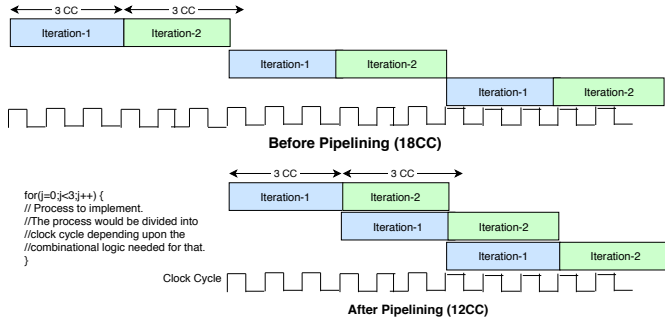 3 CC
3 CC
Iteration-1
Iteration-2
Iteration-1
Iteration-2
Iteration-1
Iteration-2
Before Pipelining (18CC)
3 CC
3 CC
for(j=0;j<3;j++) {
// Process to implement.
//The process would be divided into
//clock cycle depending upon the
//combinational logic needed for that.
}
Iteration-1
Iteration-2
Iteration-1
Iteration-2
Iteration-1
Iteration-2
Clock Cycle
After Pipelining (12CC)